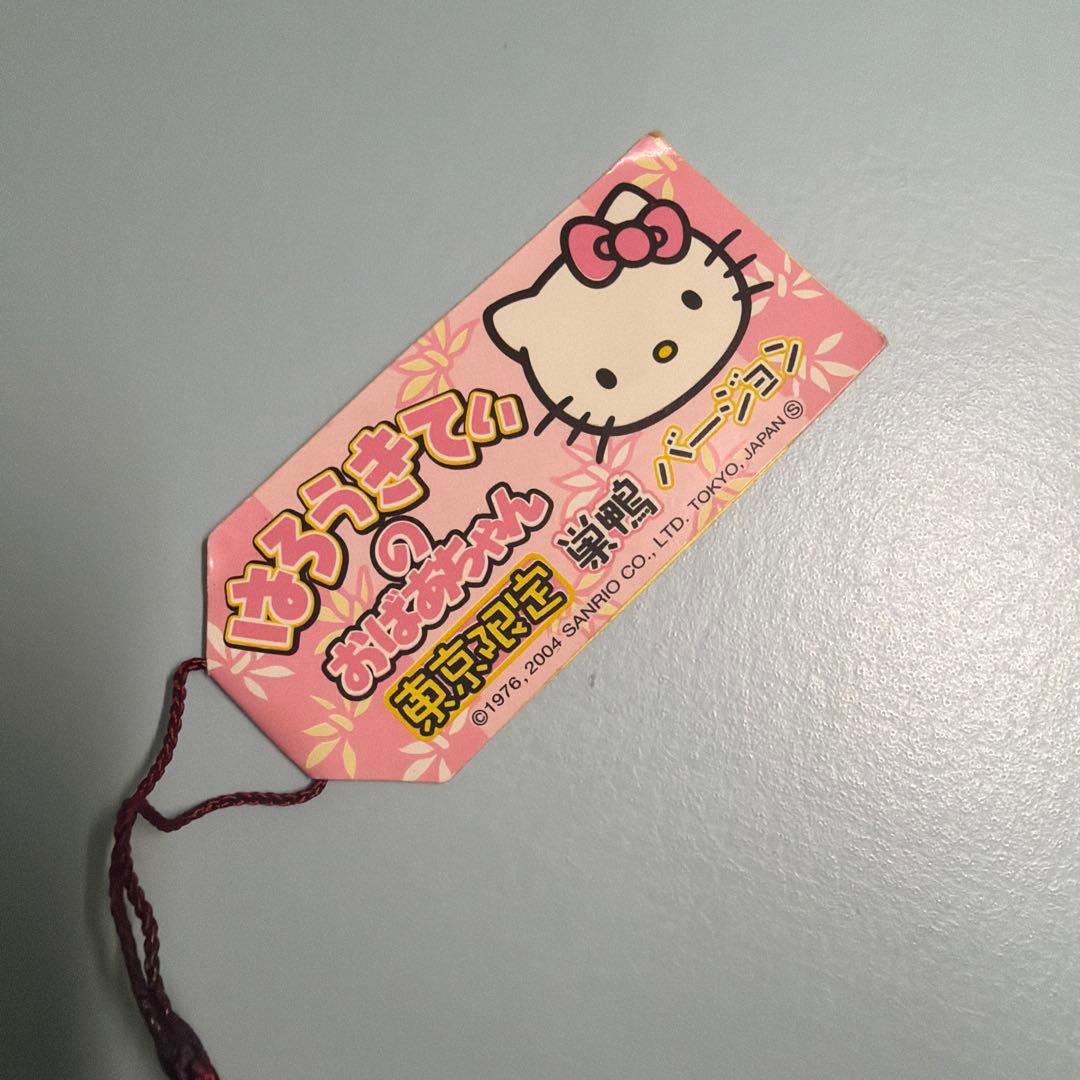 はろうきてぃ
の
おばあちゃん
東京限定 巣鴨 バージョン
©1976, 2004 SANRIO CO., LTD. TOKYO, JAPAN Ⓢ